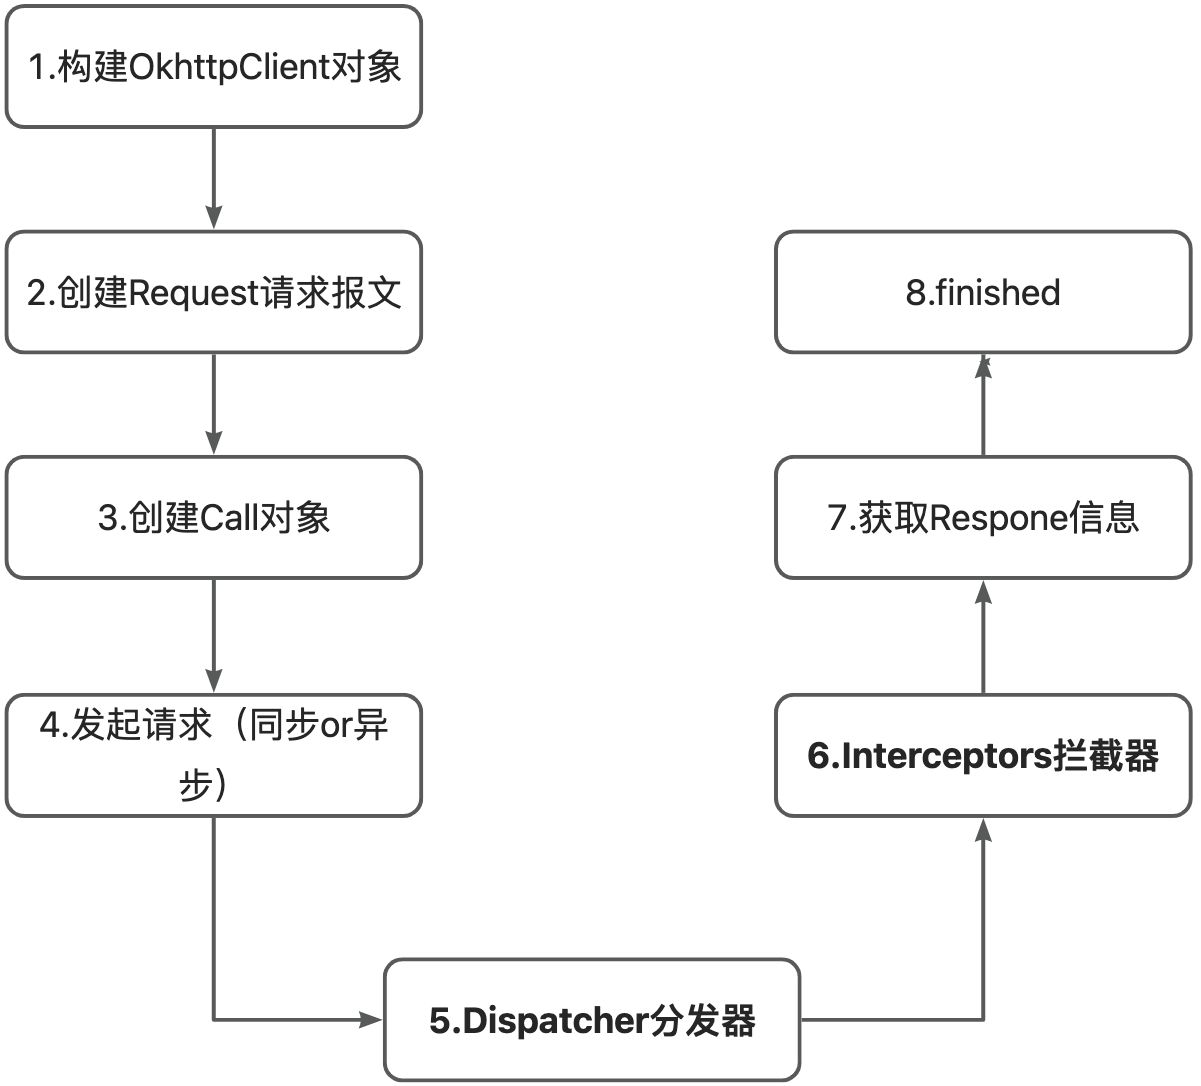 1.构建OkhttpClient对象
2.创建Request请求报文
3.创建Call对象
4.发起请求（同步or异
步）
5.Dispatcher分发器
6.Interceptors拦截器
7.获取Respone信息
8.finished